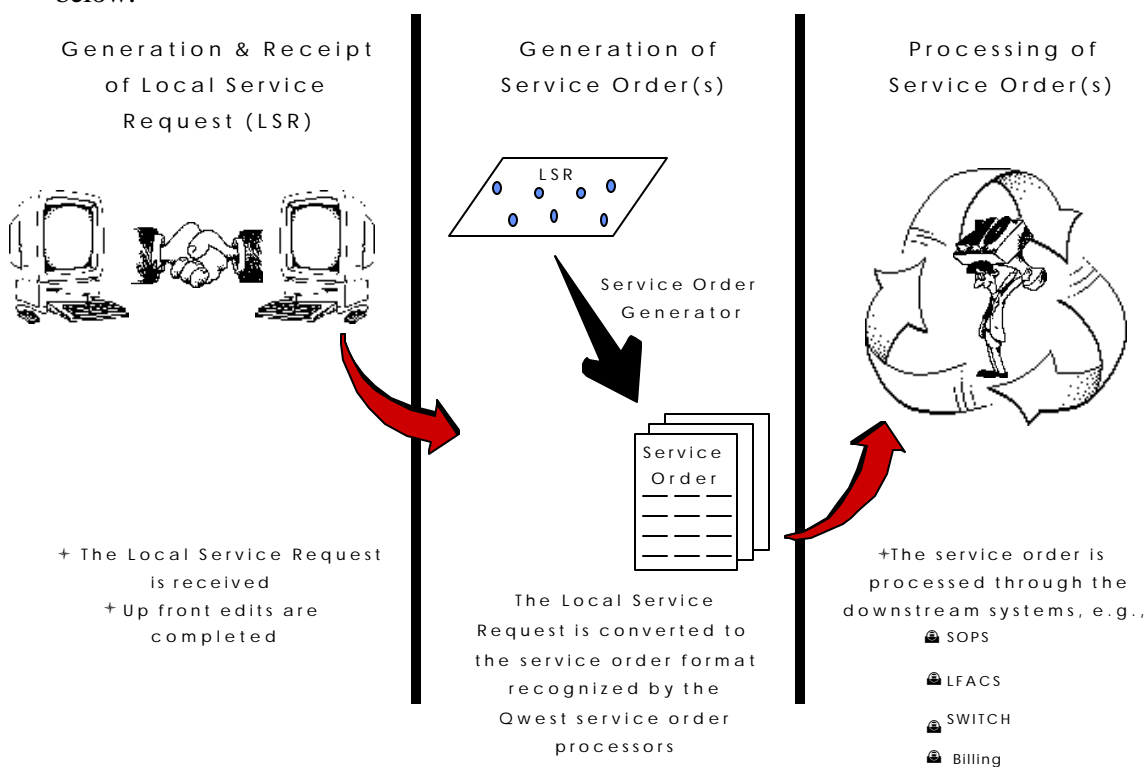 below.
Generation & Receipt
of Local Service
Request (LSR)
Generation of
Service Order(s)
Processing of
Service Order(s)
LSR
Service Order
Generator
Service
Order
+ The Local Service Request
is received
+ Up front edits are
completed
The Local Service
Request is converted to
the service order format
recognized by the
Qwest service order
processors
+The service order is
processed through the
downstream systems, e.g.,
SOPS
LFACS
SWITCH
Billing